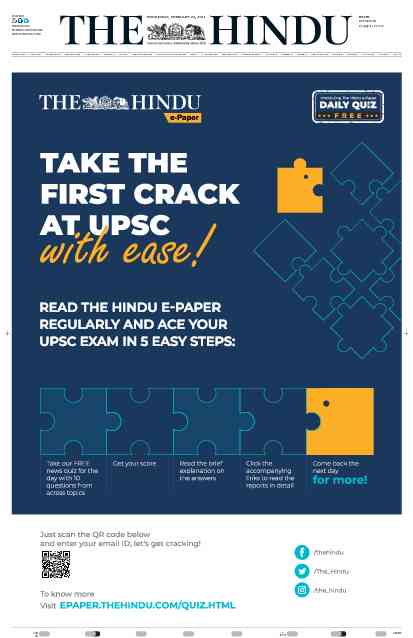 THE HINDU
THE HINDU
e-Paper
DAILY QUIZ
FREE
TAKE THE
FIRST CRACK
AT UPSC
with ease!
READ THE HINDU E-PAPER
REGULARLY AND ACE YOUR
UPSC EXAM IN 5 EASY STEPS:
Take our FREE
news quiz for the
day with 10
questions from
across topics
Get your score
Read the brief
explanation on
the answers
Click the
accompanying
links to read the
reports in detail
Come back the
next day
for more!
Just scan the QR code below
and enter your email ID; let's get cracking!
/thehindu
/The_Hindu
/the_hindu
To know more
Visit EPAPER.THEHINDU.COM/QUIZ.HTML